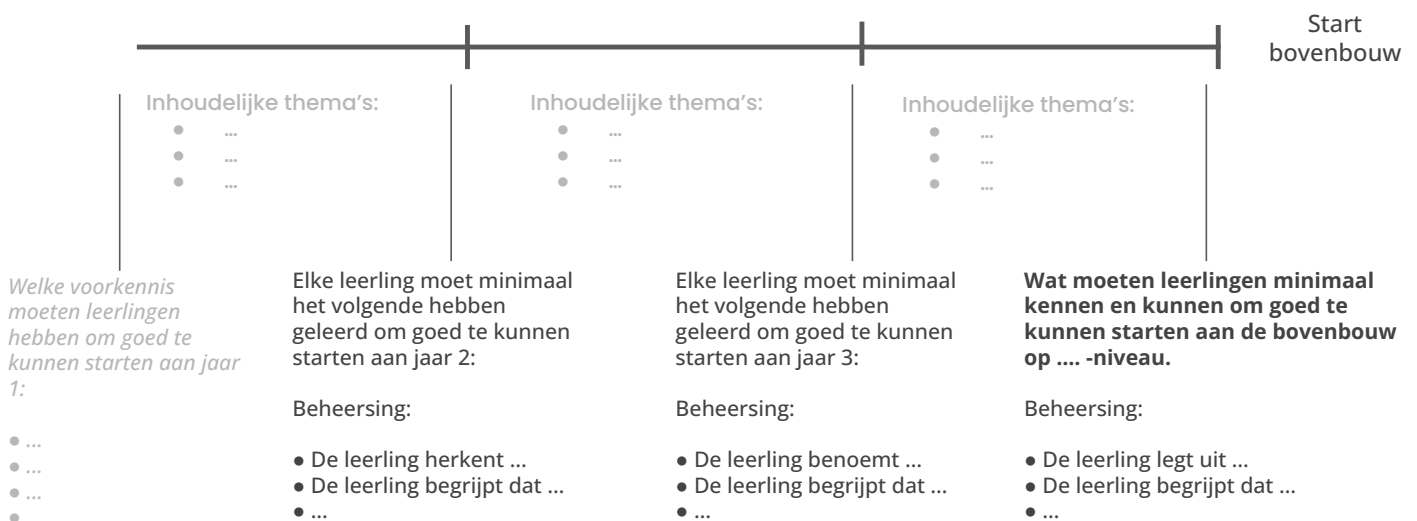 Start
bovenbouw
Inhoudelijke thema's:
● ...
● ...
● ...
Inhoudelijke thema's:
● ...
● ...
● ...
Inhoudelijke thema's:
● ...
● ...
● ...
Welke voorkennis
moeten leerlingen
hebben om goed te
kunnen starten aan jaar
1:
● ...
● ...
● ...
●
Elke leerling moet minimaal
het volgende hebben
geleerd om goed te kunnen
starten aan jaar 2:
Beheersing:
● De leerling herkent ...
● De leerling begrijpt dat ...
● ...
Elke leerling moet minimaal
het volgende hebben
geleerd om goed te kunnen
starten aan jaar 3:
Beheersing:
● De leerling benoemt ...
● De leerling begrijpt dat ...
● ...
Wat moeten leerlingen minimaal
kennen en kunnen om goed te
kunnen starten aan de bovenbouw
op .... -niveau.
Beheersing:
● De leerling legt uit ...
● De leerling begrijpt dat ...
● ...